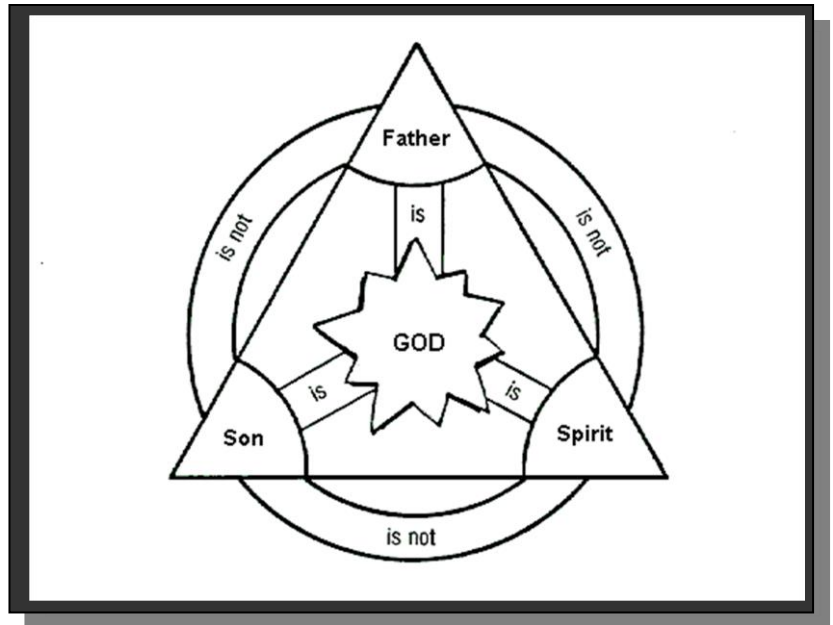 Father
is
is not
is not
GOD
is
is
Son
Spirit
is not